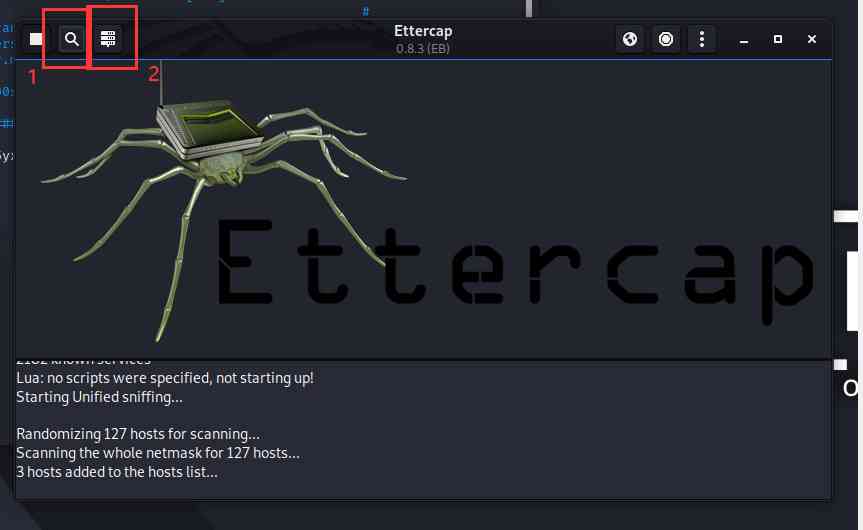 #
Ettercap
0.8.3 (EB)
1
2
Ettercap
2182 known services
Lua: no scripts were specified, not starting up!
Starting Unified sniffing...
Randomizing 127 hosts for scanning...
Scanning the whole netmask for 127 hosts...
3 hosts added to the hosts list...